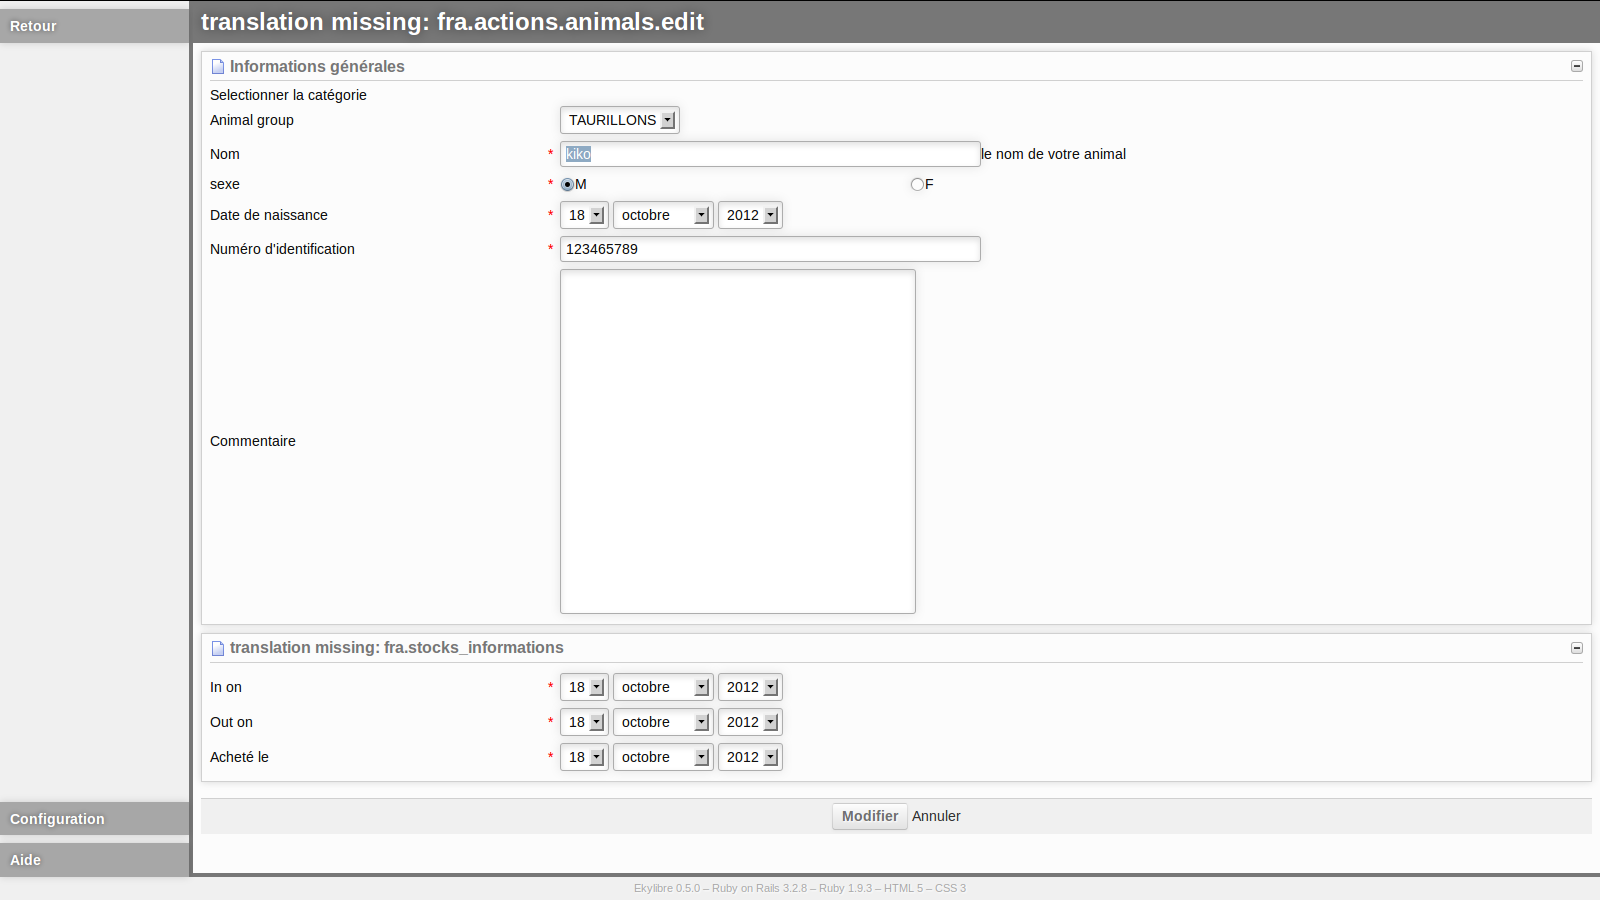 Retour
translation missing: fra.actions.animals.edit
Informations générales
Selectionner la catégorie
Animal group TAURILLONS
Nom * kiko le nom de votre animal
sexe * M F
Date de naissance * 18 octobre 2012
Numéro d'identification * 123465789
Commentaire
translation missing: fra.stocks_informations
In on * 18 octobre 2012
Out on * 18 octobre 2012
Acheté le * 18 octobre 2012
Configuration
Modifier Annuler
Aide
Ekylibre 0.5.0 – Ruby on Rails 3.2.8 – Ruby 1.9.3 – HTML 5 – CSS 3